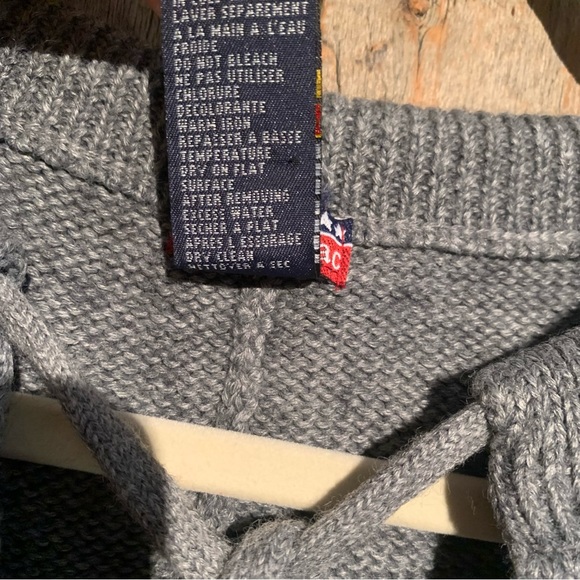 LAVER SEPAREMENT
A LA MAIN A L'EAU
FROIDE
DO NOT BLEACH
NE PAS UTILISER
CHLORURE
DECOLORANTE
WARM IRON
REPASSER A BASSE
TEMPERATURE
DRY ON FLAT
SURFACE
AFTER REMOVING
EXCESS WATER
SECHER A PLAT
APRES L ESSORAGE
DRY CLEAN
NETTOYER A SEC
ac